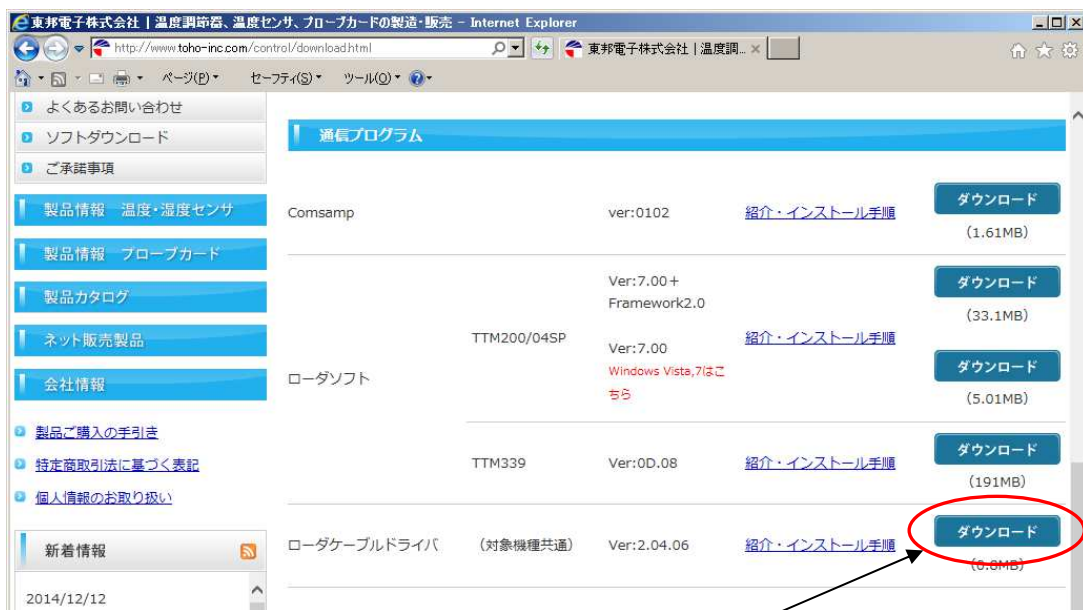 東邦電子株式会社 | 温度調節器、温度センサ、プローブカードの製造・販売 - Internet Explorer
http://www.toho-inc.com/control/download.html
東邦電子株式会社 | 温度調...
ページ(P)
セーフティ(S)
ツール(O)
よくあるお問い合わせ
ソフトダウンロード
ご承諾事項
製品情報 温度・湿度センサ
製品情報 プローブカード
製品カタログ
ネット販売製品
会社情報
製品ご購入の手引き
特定商取引法に基づく表記
個人情報のお取り扱い
新着情報
2014/12/12
通信プログラム
Comsamp ver:0102 紹介・インストール手順 ダウンロード
(1.61MB)
ローダソフト
TTM200/04SP
Ver:7.00+
Framework2.0
Ver:7.00
Windows Vista,7はこ
ちら
紹介・インストール手順
ダウンロード
(33.1MB)
ダウンロード
(5.01MB)
TTM339 Ver:0D.08 紹介・インストール手順 ダウンロード
(191MB)
ローダケーブルドライバ (対象機種共通) Ver:2.04.06 紹介・インストール手順 ダウンロード
(0.8MB)